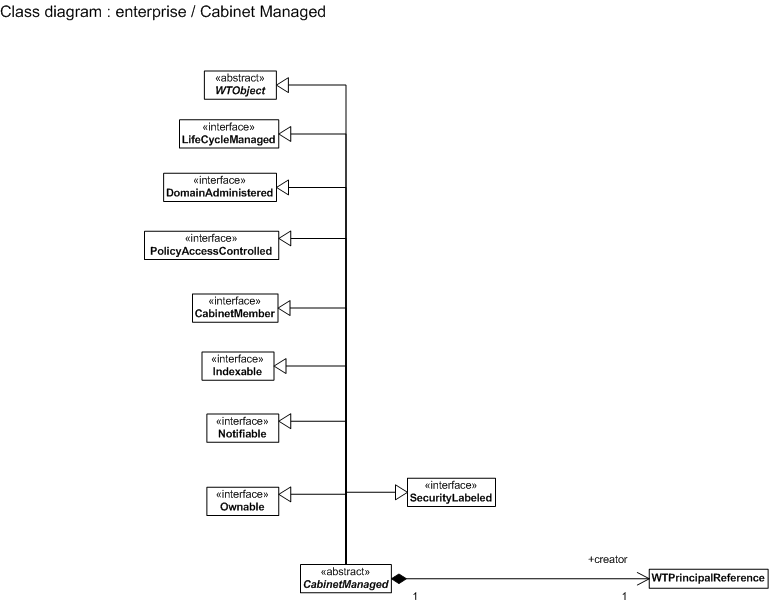 Class diagram : enterprise / Cabinet Managed
«abstract»
WTObject
«interface»
LifeCycleManaged
«interface»
DomainAdministered
«interface»
PolicyAccessControlled
«interface»
CabinetMember
«interface»
Indexable
«interface»
Notifiable
«interface»
Ownable
«interface»
SecurityLabeled
«abstract»
CabinetManaged
+creator
WTPrincipalReference
1
1